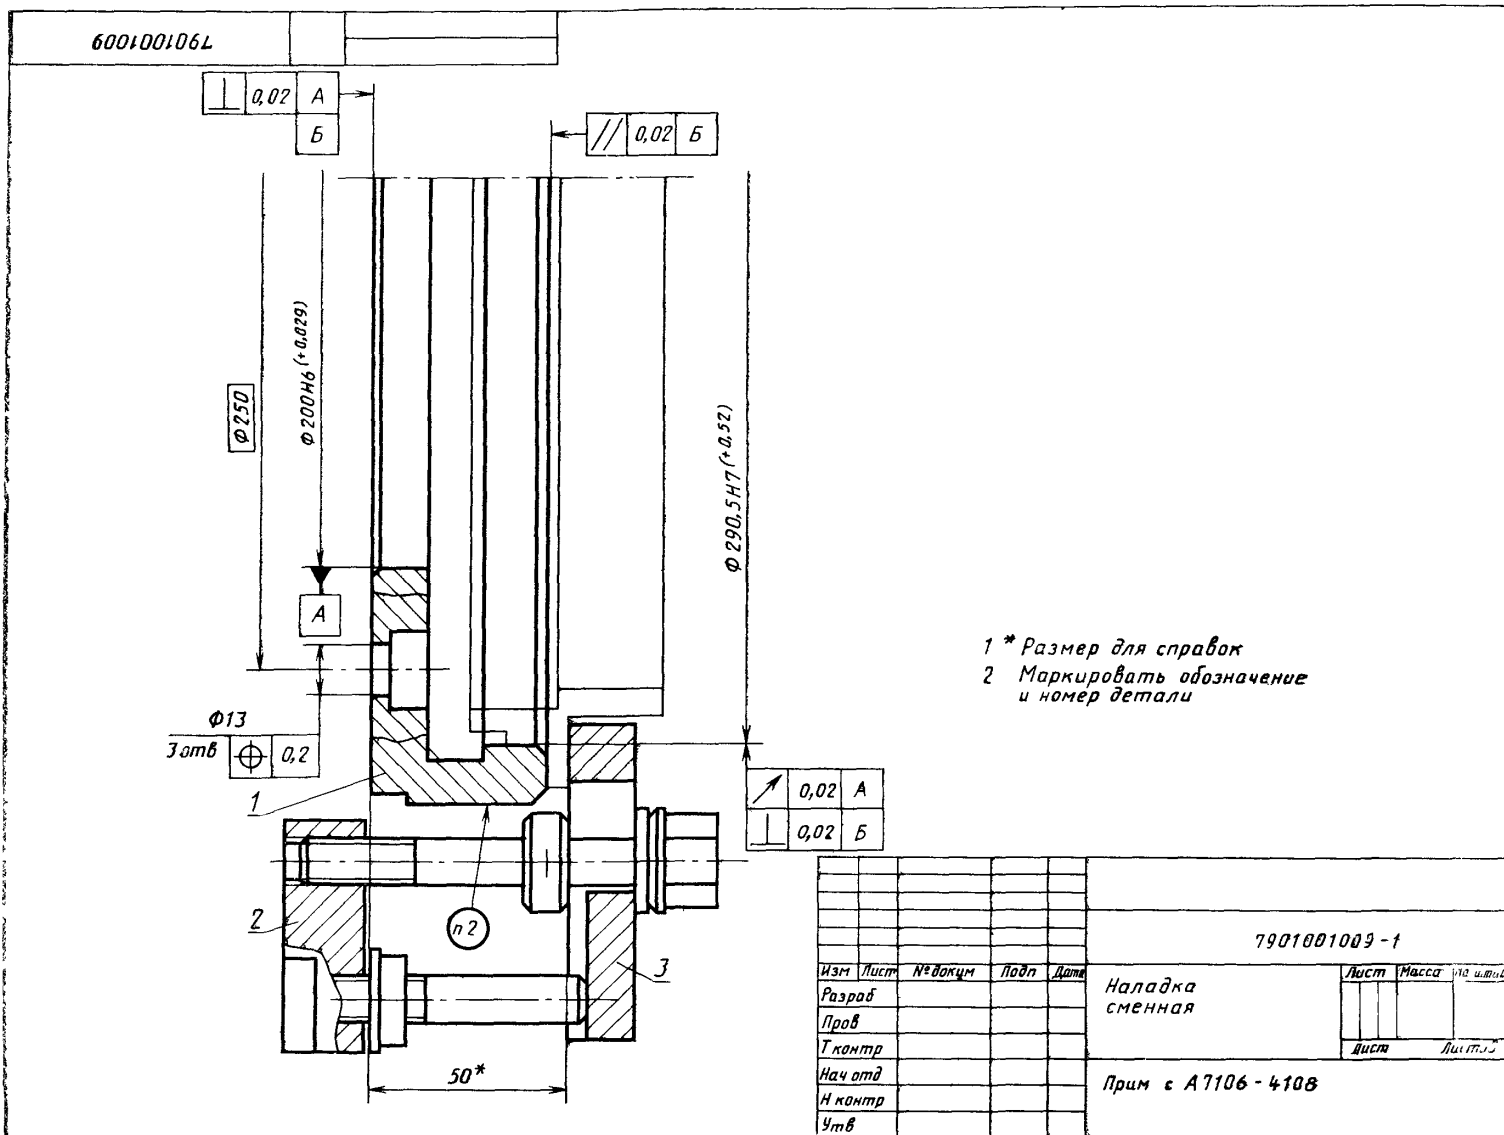 7901001009
⊥ 0,02 А
Б
// 0,02 Б
Ф250
Ф200Н6(+0,029)
Ф290,5Н7(+0,52)
А
Ф13
3 отв ⌖ 0,2
1
2
3
п2
50*
↗ 0,02 А
⊥ 0,02 Б
1 * Размер для справок
2 Маркировать обозначение
и номер детали
7901001009-1
Изм Лист № докум Подп Дата
Разраб
Пров
Т контр
Нач отд
Н контр
Утв
Наладка
сменная
Лист Масса
Лист Листов
Прим с А7106-4108